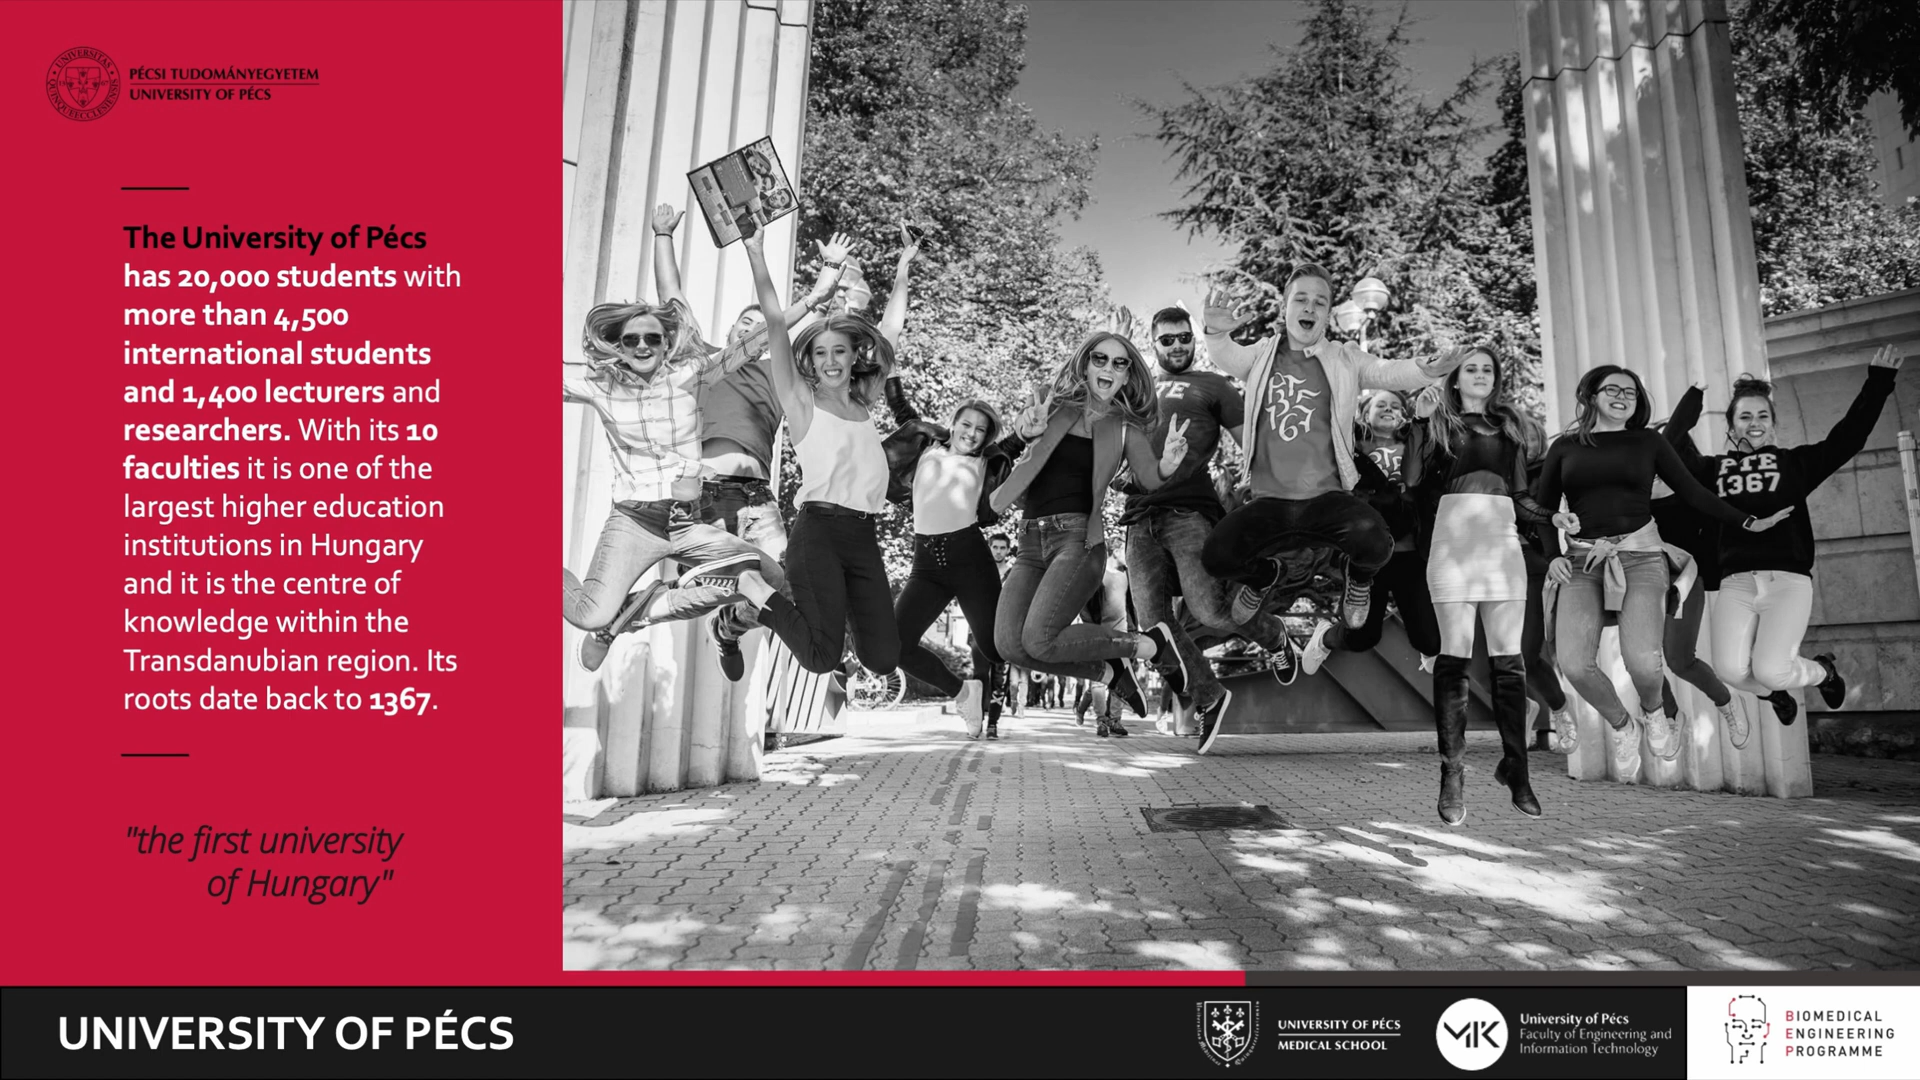 PÉCSI TUDOMÁNYEGYETEM
UNIVERSITY OF PÉCS
The University of Pécs
has 20,000 students with
more than 4,500
international students
and 1,400 lecturers and
researchers. With its 10
faculties it is one of the
largest higher education
institutions in Hungary
and it is the centre of
knowledge within the
Transdanubian region. Its
roots date back to 1367.
"the first university
of Hungary"
TE
PTE
1367
PTE
PTE
1367
UNIVERSITY OF PÉCS
UNIVERSITY OF PÉCS
MEDICAL SCHOOL
MIK
University of Pécs
Faculty of Engineering and
Information Technology
BIOMEDICAL
ENGINEERING
PROGRAMME